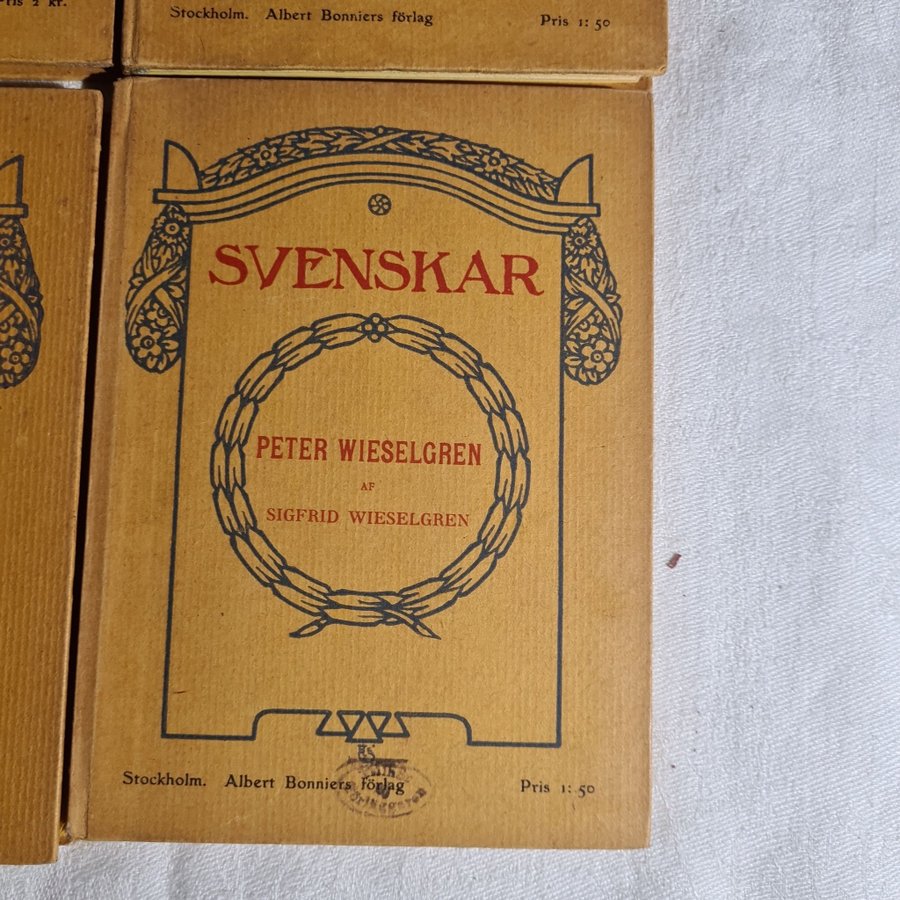 Pris 2 kr.
Stockholm. Albert Bonniers förlag Pris 1: 50
SVENSKAR
PETER WIESELGREN
AF
SIGFRID WIESELGREN
Stockholm. Albert Bonniers förlag Pris 1: 50